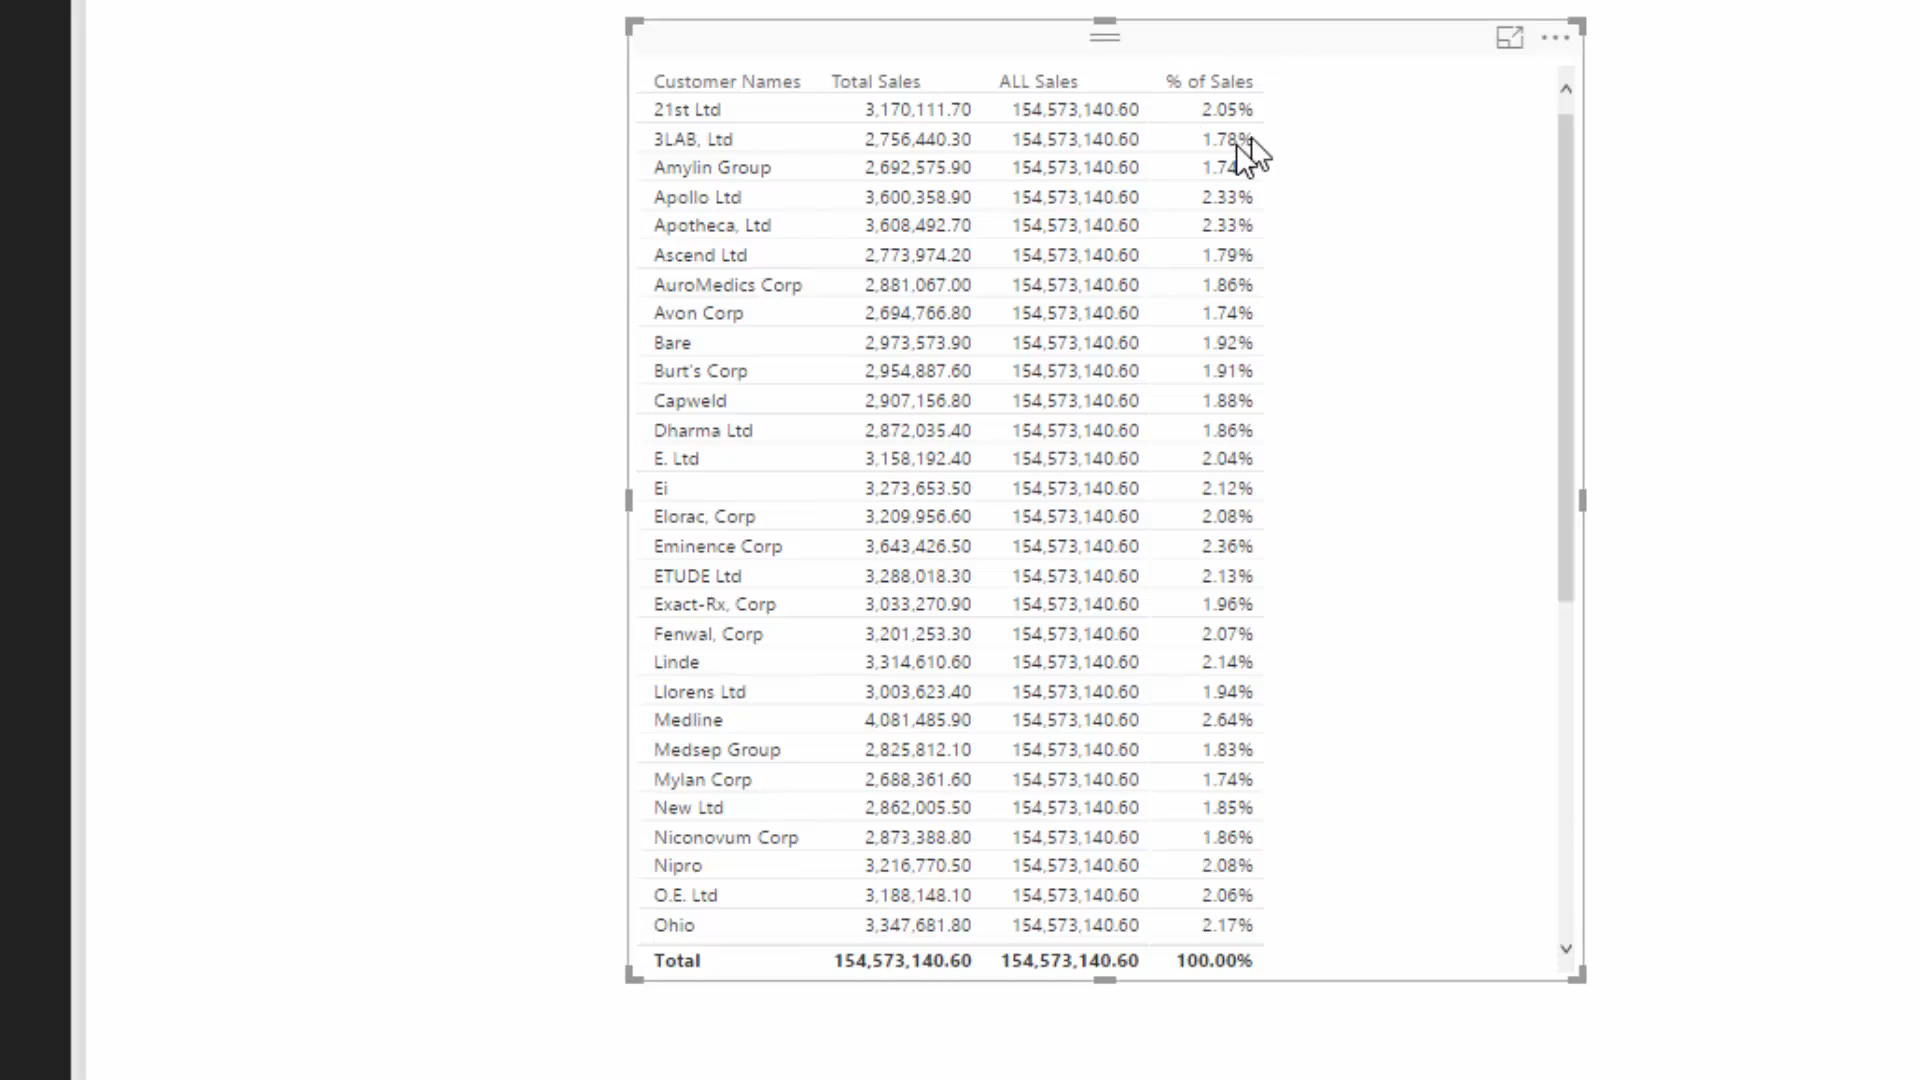 Customer Names Total Sales ALL Sales % of Sales
21st Ltd 3,170,111.70 154,573,140.60 2.05%
3LAB, Ltd 2,756,440.30 154,573,140.60 1.78%
Amylin Group 2,692,575.90 154,573,140.60
Apollo Ltd 3,600,358.90 154,573,140.60 2.33%
Apotheca, Ltd 3,608,492.70 154,573,140.60 2.33%
Ascend Ltd 2,773,974.20 154,573,140.60 1.79%
AuroMedics Corp 2,881,067.00 154,573,140.60 1.86%
Avon Corp 2,694,766.80 154,573,140.60 1.74%
Bare 2,973,573.90 154,573,140.60 1.92%
Burt's Corp 2,954,887.60 154,573,140.60 1.91%
Capweld 2,907,156.80 154,573,140.60 1.88%
Dharma Ltd 2,872,035.40 154,573,140.60 1.86%
E. Ltd 3,158,192.40 154,573,140.60 2.04%
Ei 3,273,653.50 154,573,140.60 2.12%
Elorac, Corp 3,209,956.60 154,573,140.60 2.08%
Eminence Corp 3,643,426.50 154,573,140.60 2.36%
ETUDE Ltd 3,288,018.30 154,573,140.60 2.13%
Exact-Rx, Corp 3,033,270.90 154,573,140.60 1.96%
Fenwal, Corp 3,201,253.30 154,573,140.60 2.07%
Linde 3,314,610.60 154,573,140.60 2.14%
Llorens Ltd 3,003,623.40 154,573,140.60 1.94%
Medline 4,081,485.90 154,573,140.60 2.64%
Medsep Group 2,825,812.10 154,573,140.60 1.83%
Mylan Corp 2,688,361.60 154,573,140.60 1.74%
New Ltd 2,862,005.50 154,573,140.60 1.85%
Niconovum Corp 2,873,388.80 154,573,140.60 1.86%
Nipro 3,216,770.50 154,573,140.60 2.08%
O.E. Ltd 3,188,148.10 154,573,140.60 2.06%
Ohio 3,347,681.80 154,573,140.60 2.17%
Total 154,573,140.60 154,573,140.60 100.00%